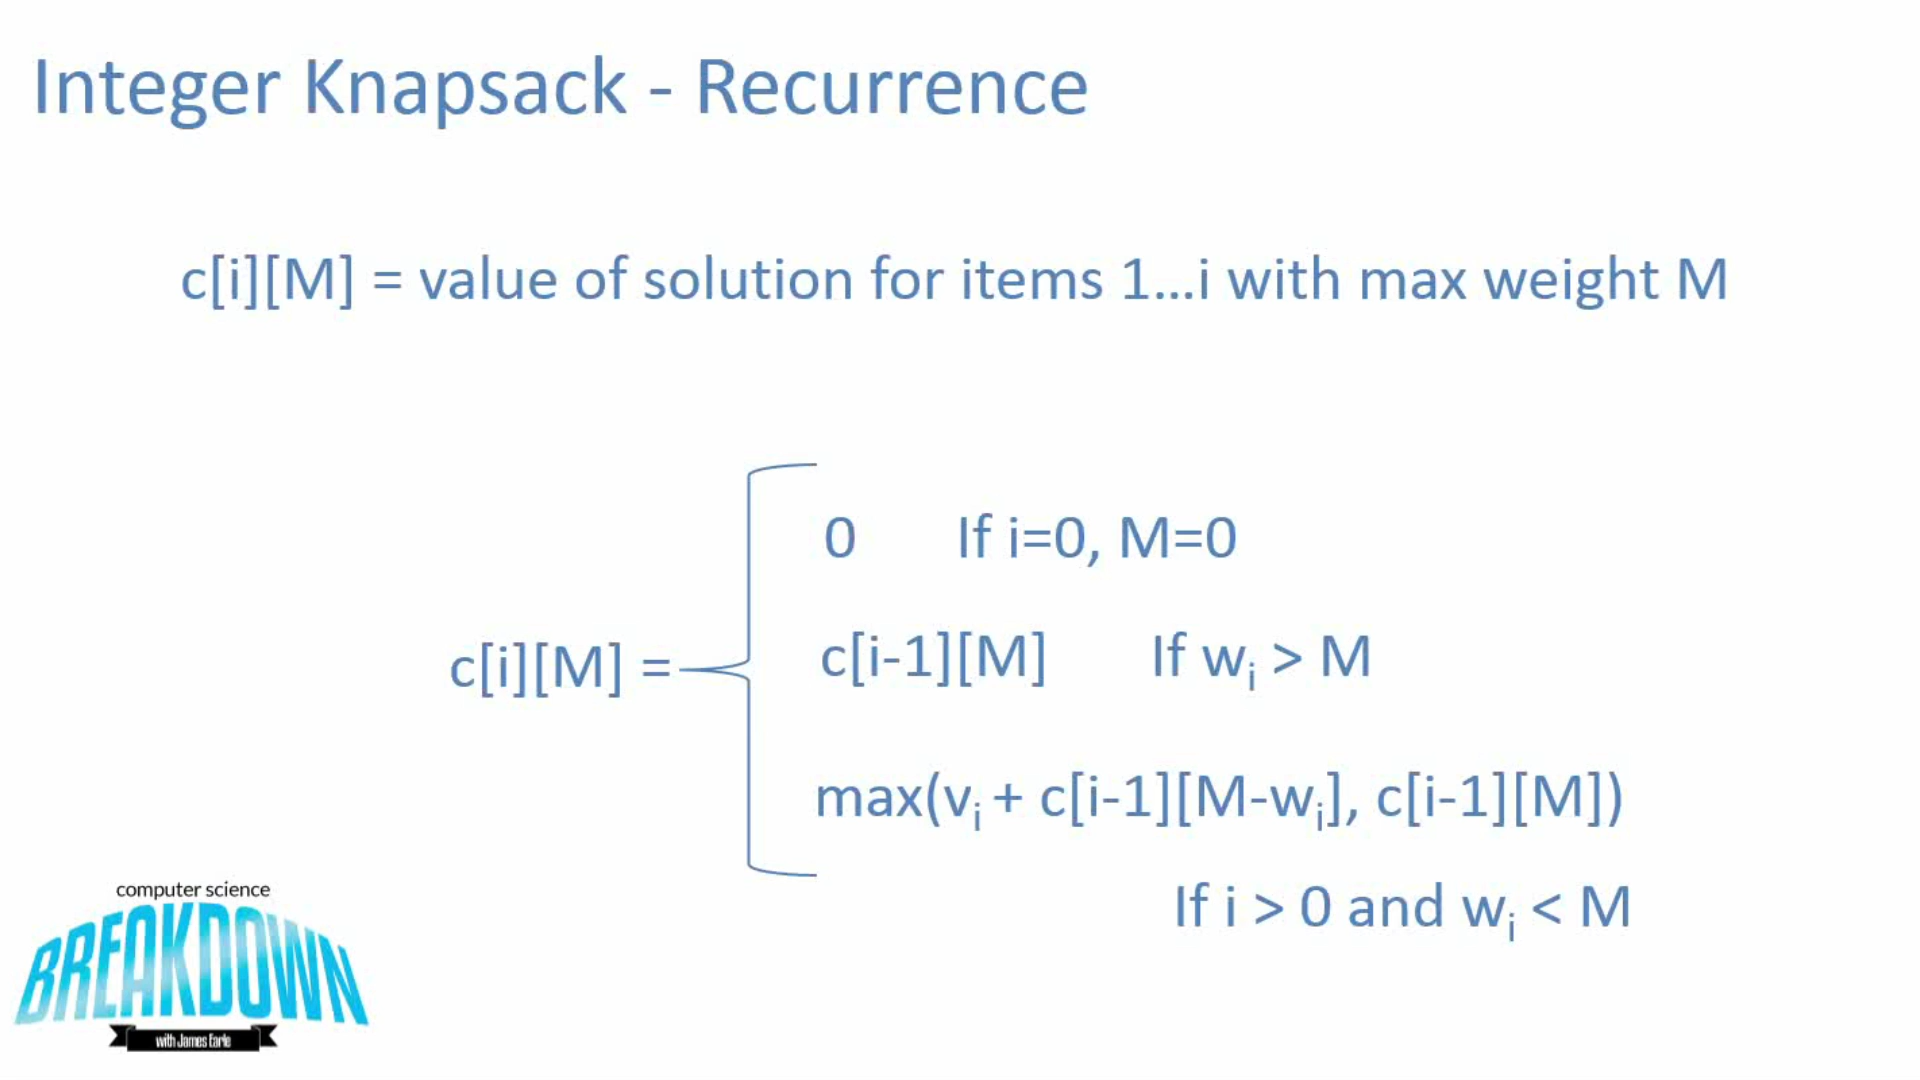 Integer Knapsack - Recurrence
c[i][M] = value of solution for items 1...i with max weight M
0 If i=0, M=0
c[i][M] = c[i-1][M] If wᵢ > M
max(vᵢ + c[i-1][M-wᵢ], c[i-1][M])
If i > 0 and wᵢ < M
computer science
BREAKDOWN
with James Earle